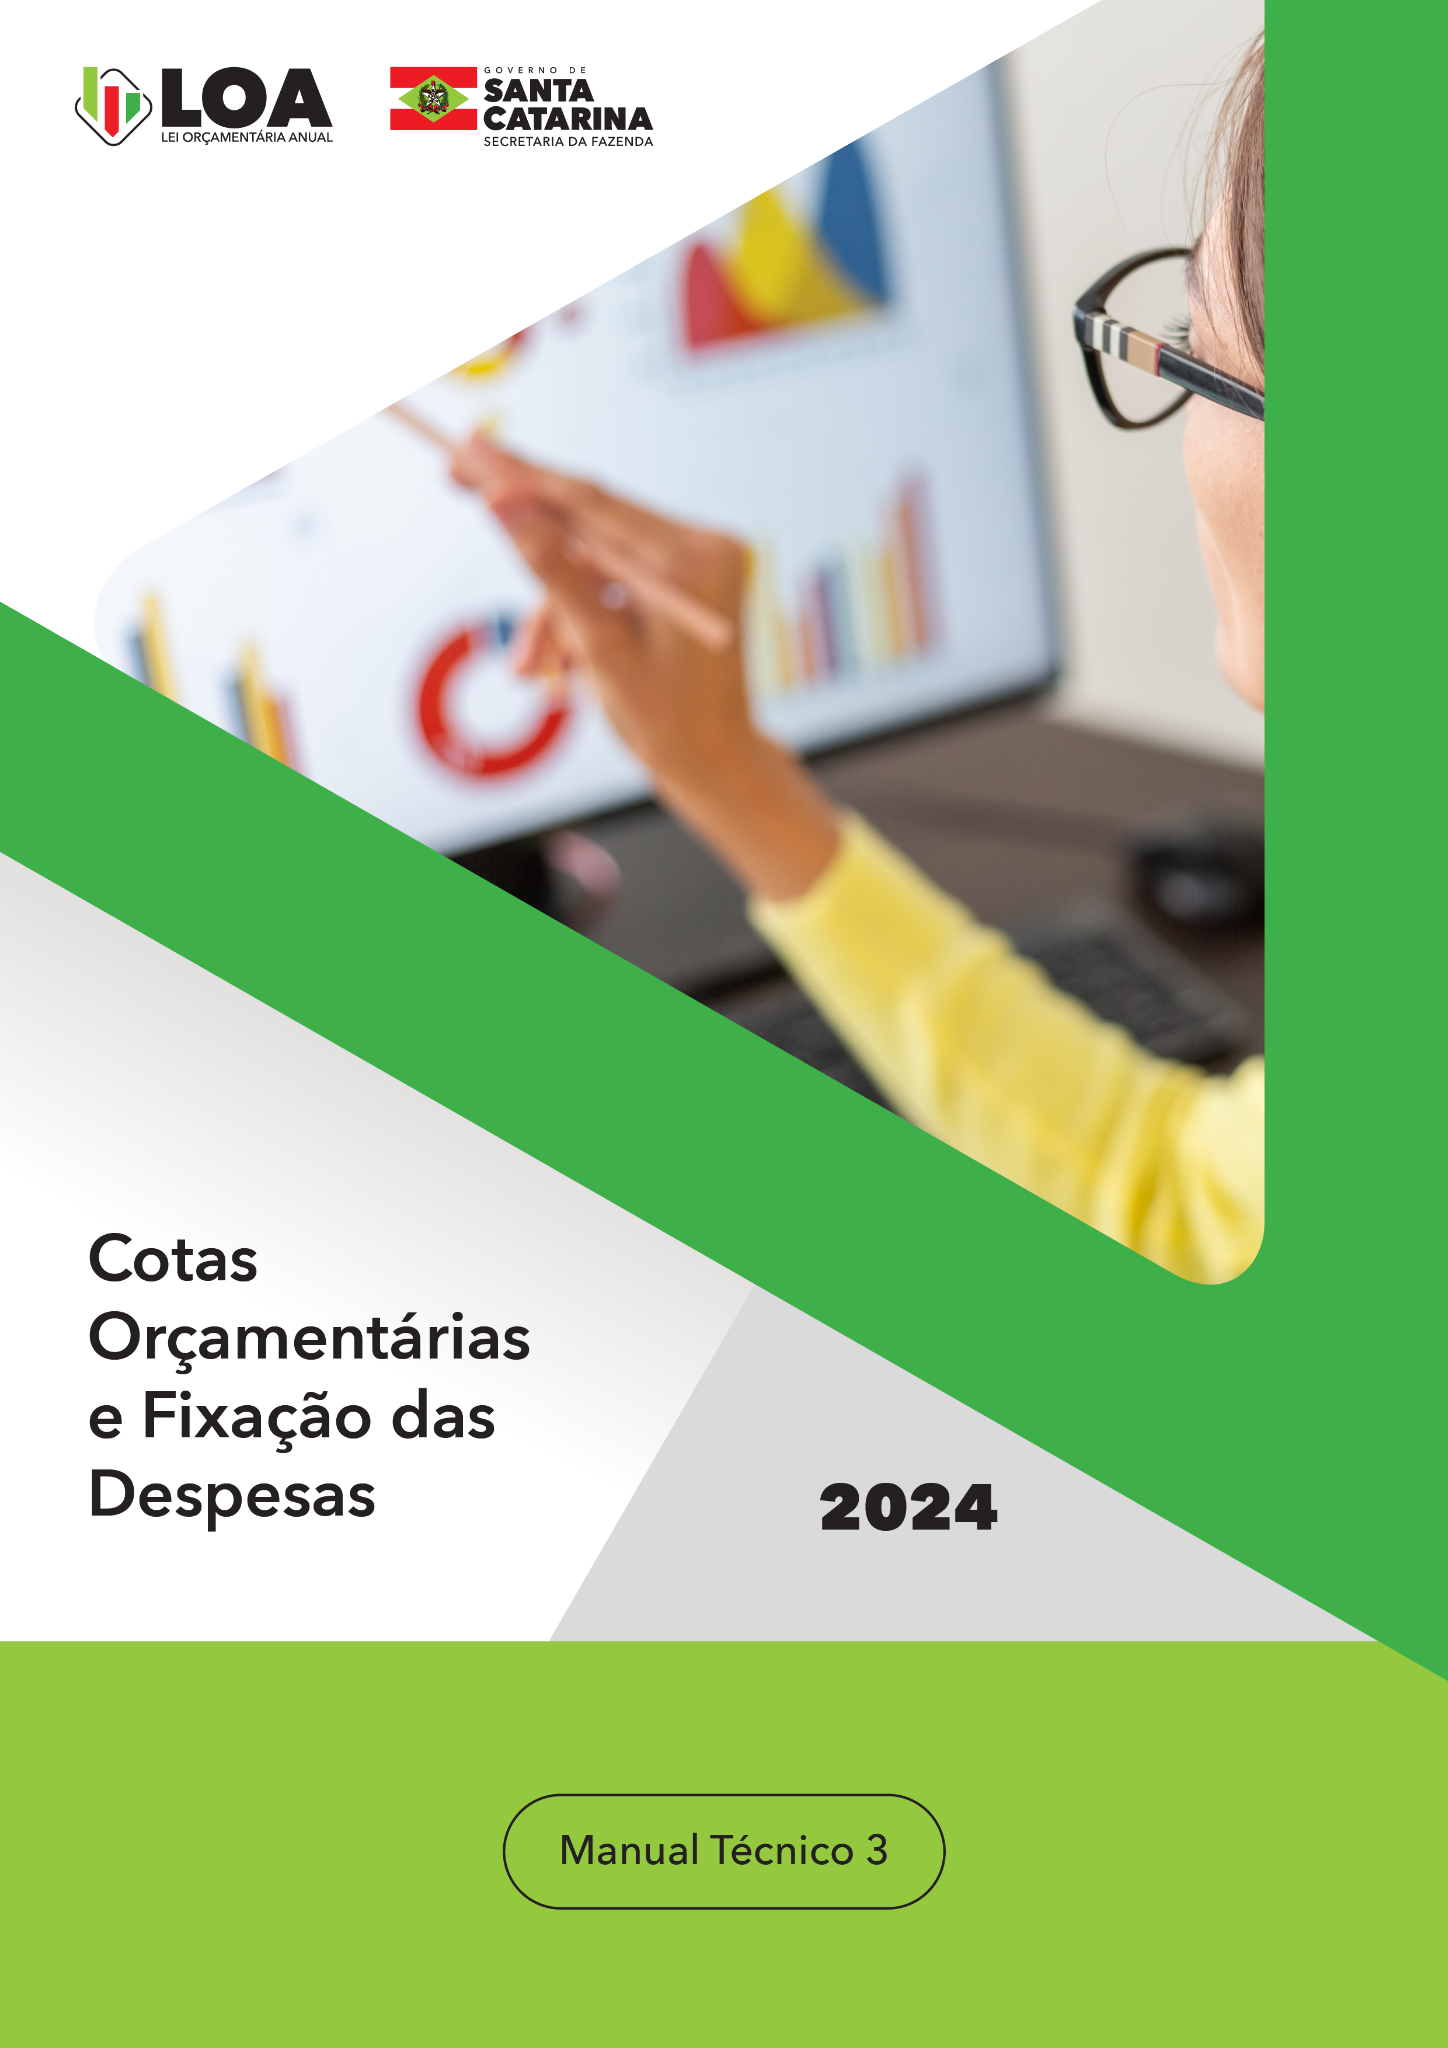 LOA
LEI ORÇAMENTÁRIA ANUAL
GOVERNO DE
SANTA
CATARINA
SECRETARIA DA FAZENDA
Cotas
Orçamentárias
e Fixação das
Despesas
2024
Manual Técnico 3